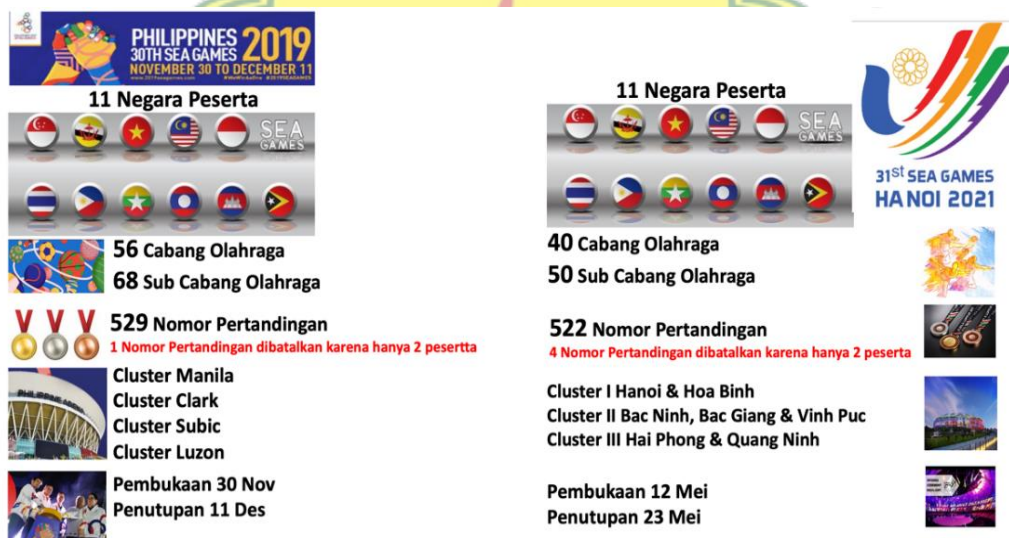 PHILIPPINES 2019
30TH SEA GAMES
NOVEMBER 30 TO DECEMBER 11
11 Negara Peserta
SEA
GAMES
56 Cabang Olahraga
68 Sub Cabang Olahraga
529 Nomor Pertandingan
1 Nomor Pertandingan dibatalkan karena hanya 2 pesertta
Cluster Manila
Cluster Clark
Cluster Subic
Cluster Luzon
Pembukaan 30 Nov
Penutupan 11 Des
11 Negara Peserta
SEA
GAMES
31st SEA GAMES
HA NOI 2021
40 Cabang Olahraga
50 Sub Cabang Olahraga
522 Nomor Pertandingan
4 Nomor Pertandingan dibatalkan karena hanya 2 peserta
Cluster I Hanoi & Hoa Binh
Cluster II Bac Ninh, Bac Giang & Vinh Puc
Cluster III Hai Phong & Quang Ninh
Pembukaan 12 Mei
Penutupan 23 Mei